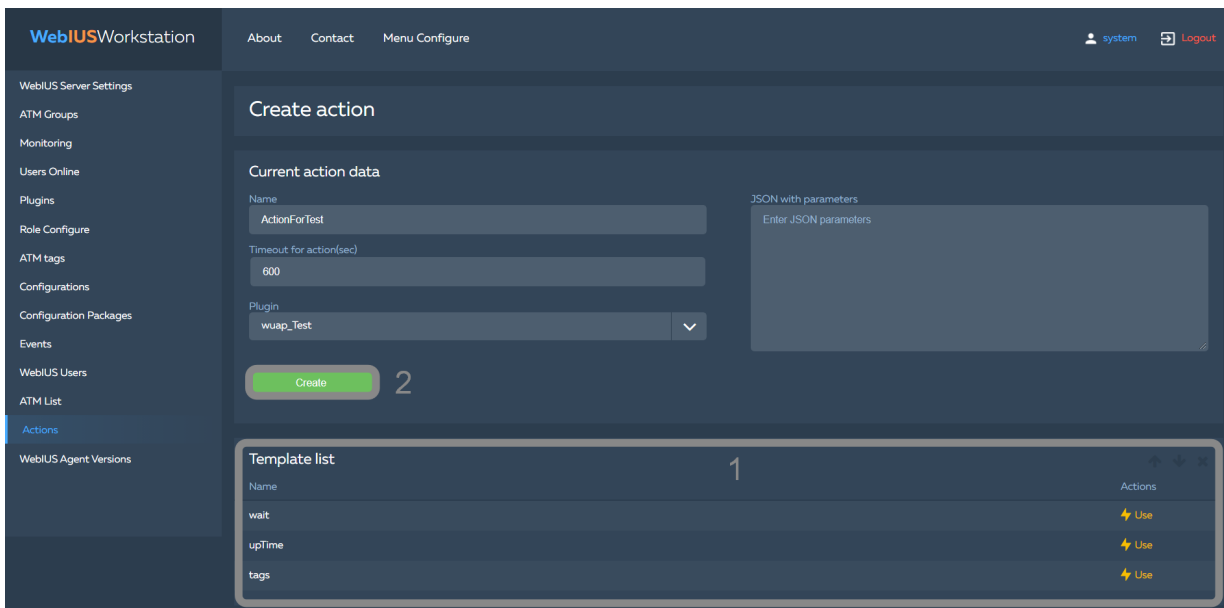 WebIUSWorkstation
About Contact Menu Configure system Logout
WebIUS Server Settings
ATM Groups
Monitoring
Users Online
Plugins
Role Configure
ATM tags
Configurations
Configuration Packages
Events
WebIUS Users
ATM List
Actions
WebIUS Agent Versions
Create action
Current action data
Name
ActionForTest
Timeout for action(sec)
600
Plugin
wuap_Test
JSON with parameters
Enter JSON parameters
Create 2
Template list 1
Name Actions
wait Use
upTime Use
tags Use